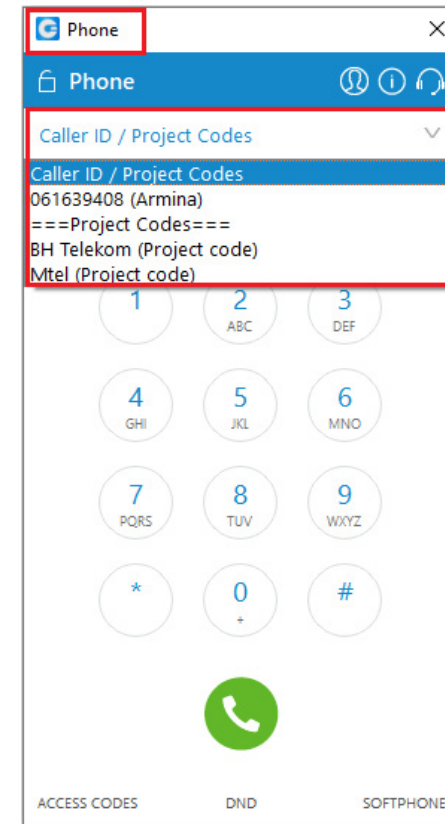 Phone
Phone
Caller ID / Project Codes
Caller ID / Project Codes
061639408 (Armina)
===Project Codes===
BH Telekom (Project code)
Mtel (Project code)
1 2 3
ABC DEF
4 5 6
GHI JKL MNO
7 8 9
PQRS TUV WXYZ
* 0 #
+
ACCESS CODES DND SOFTPHONE